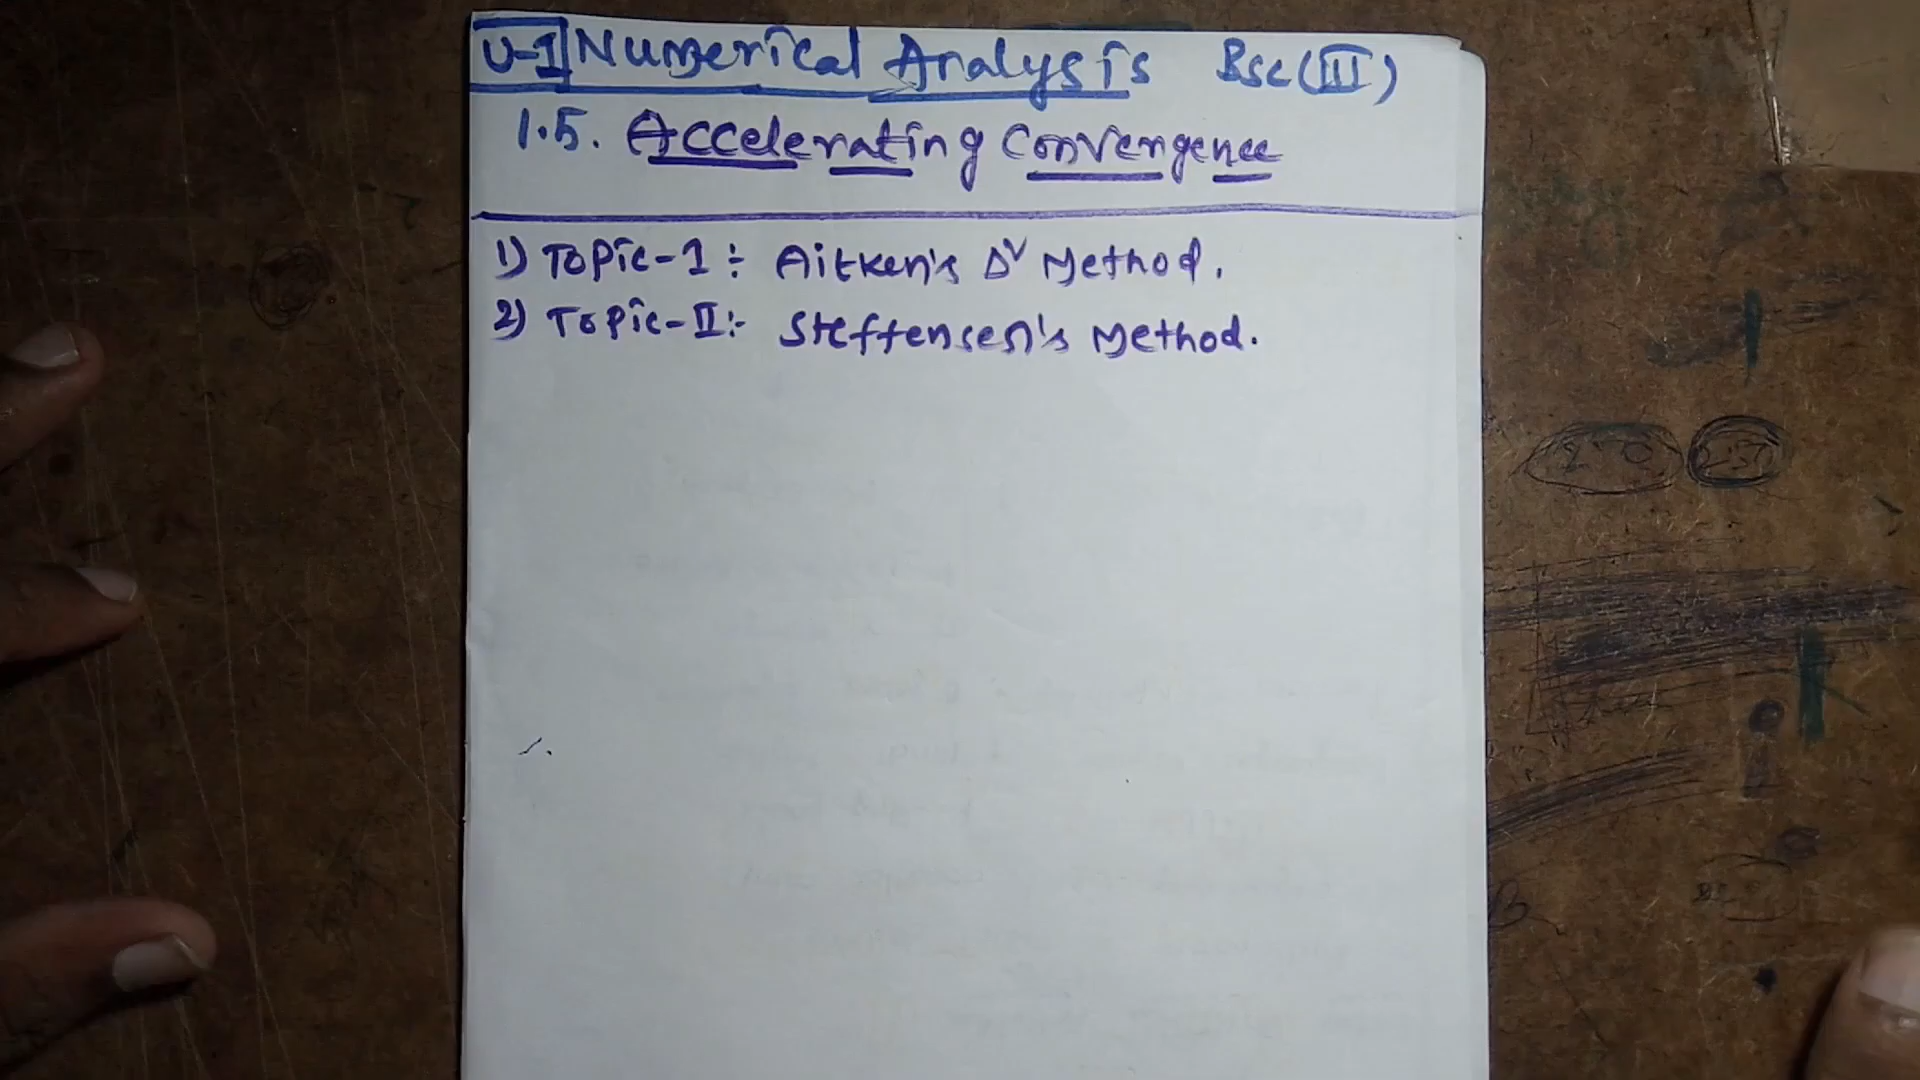 U-1 Numerical Analysis Bsc (III)
1.5. Accelerating Convergence
1) Topic-1 :- Aitken's Δ² Method.
2) Topic-II :- Steffensen's Method.